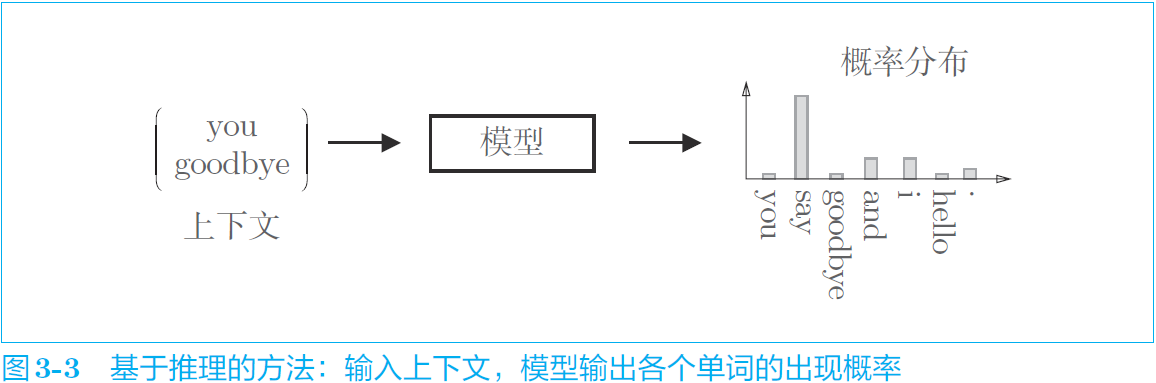 概率分布
you
goodbye
模型
上下文
you
say
goodbye
and
i
hello
.
图 3-3 基于推理的方法：输入上下文，模型输出各个单词的出现概率